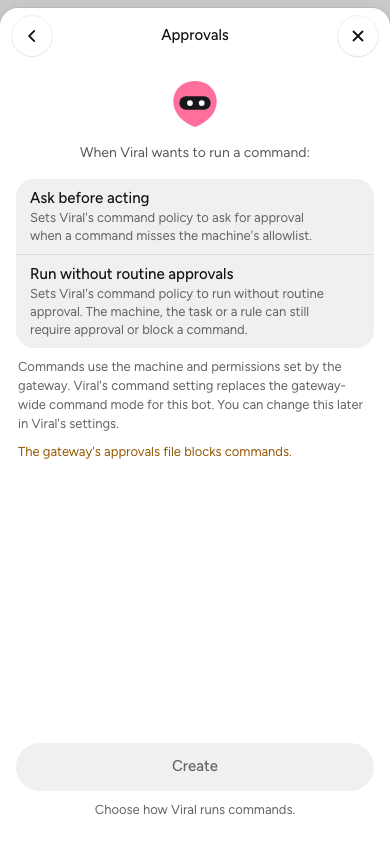 Approvals
When Viral wants to run a command:
Ask before acting
Sets Viral's command policy to ask for approval
when a command misses the machine's allowlist.
Run without routine approvals
Sets Viral's command policy to run without routine
approval. The machine, the task or a rule can still
require approval or block a command.
Commands use the machine and permissions set by the
gateway. Viral's command setting replaces the gateway-
wide command mode for this bot. You can change this later
in Viral's settings.
The gateway's approvals file blocks commands.
Create
Choose how Viral runs commands.